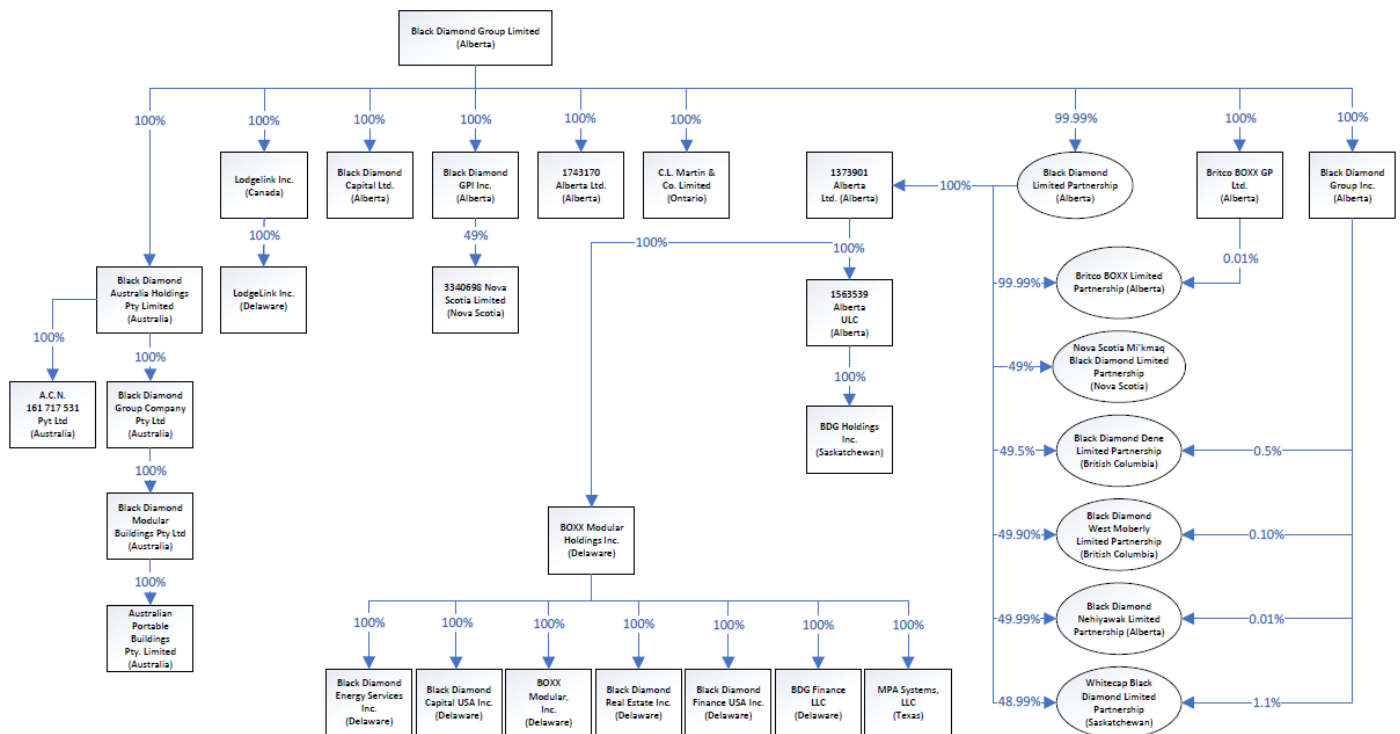 Black Diamond Group Limited
(Alberta)
100%
100%
100%
100%
100%
100%
99.99%
100%
100%
Lodgelink Inc.
(Canada)
Black Diamond
Capital Ltd.
(Alberta)
Black Diamond
GPI Inc.
(Alberta)
1743170
Alberta Ltd.
(Alberta)
C.L. Martin &
Co. Limited
(Ontario)
1373901
Alberta
Ltd. (Alberta)
100%
Black Diamond
Limited Partnership
(Alberta)
Britco BOXX GP
Ltd.
(Alberta)
Black Diamond
Group Inc.
(Alberta)
100%
49%
100%
100%
0.01%
Black Diamond
Australia Holdings
Pty Limited
(Australia)
LodgeLink Inc.
(Delaware)
3340698 Nova
Scotia Limited
(Nova Scotia)
1563539
Alberta
ULC
(Alberta)
99.99%
Britco BOXX Limited
Partnership (Alberta)
100%
100%
100%
49%
Nova Scotia Mi'kmaq
Black Diamond Limited
Partnership
(Nova Scotia)
A.C.N.
161 717 531
Pyt Ltd
(Australia)
Black Diamond
Group Company
Pty Ltd
(Australia)
BDG Holdings
Inc.
(Saskatchewan)
49.5%
Black Diamond Dene
Limited Partnership
(British Columbia)
0.5%
100%
Black Diamond
Modular
Buildings Pty Ltd
(Australia)
BOXX Modular
Holdings Inc.
(Delaware)
49.90%
Black Diamond
West Moberly
Limited Partnership
(British Columbia)
0.10%
100%
Australian
Portable
Buildings
Pty. Limited
(Australia)
100%
100%
100%
100%
100%
100%
100%
49.99%
Black Diamond
Nehiyawak Limited
Partnership (Alberta)
0.01%
Black Diamond
Energy Services
Inc.
(Delaware)
Black Diamond
Capital USA Inc.
(Delaware)
BOXX
Modular,
Inc.
(Delaware)
Black Diamond
Real Estate Inc.
(Delaware)
Black Diamond
Finance USA Inc.
(Delaware)
BDG Finance
LLC
(Delaware)
MPA Systems,
LLC
(Texas)
48.99%
Whitecap Black
Diamond Limited
Partnership
(Saskatchewan)
1.1%